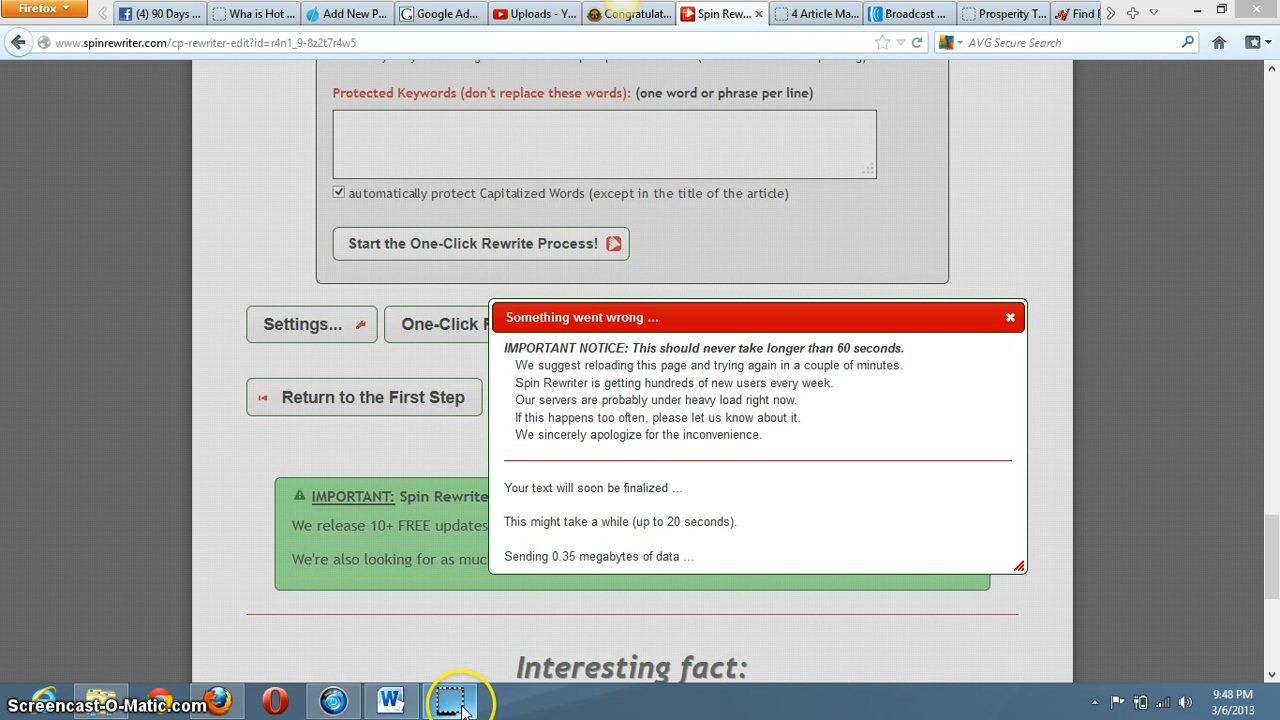 Firefox
(4) 90 Days ...
Wha is Hot ...
Add New P...
Google Ad...
Uploads - Y...
Congratulat...
Spin Rew...
4 Article Ma...
Broadcast ...
Prosperity T...
Find D
www.spinrewriter.com/cp-rewriter-edit?id=r4n1_9-8z2t7r4w5
AVG Secure Search
Protected Keywords (don't replace these words): (one word or phrase per line)
automatically protect Capitalized Words (except in the title of the article)
Start the One-Click Rewrite Process!
Settings...
One-Click R
Something went wrong ...
IMPORTANT NOTICE: This should never take longer than 60 seconds.
We suggest reloading this page and trying again in a couple of minutes.
Spin Rewriter is getting hundreds of new users every week.
Our servers are probably under heavy load right now.
If this happens too often, please let us know about it.
We sincerely apologize for the inconvenience.
Your text will soon be finalized ...
This might take a while (up to 20 seconds).
Sending 0.35 megabytes of data ...
Return to the First Step
IMPORTANT: Spin Rewrite
We release 10+ FREE updates
We're also looking for as muc
Interesting fact:
Screencast-O-Matic.com
9:48 PM
3/6/2013